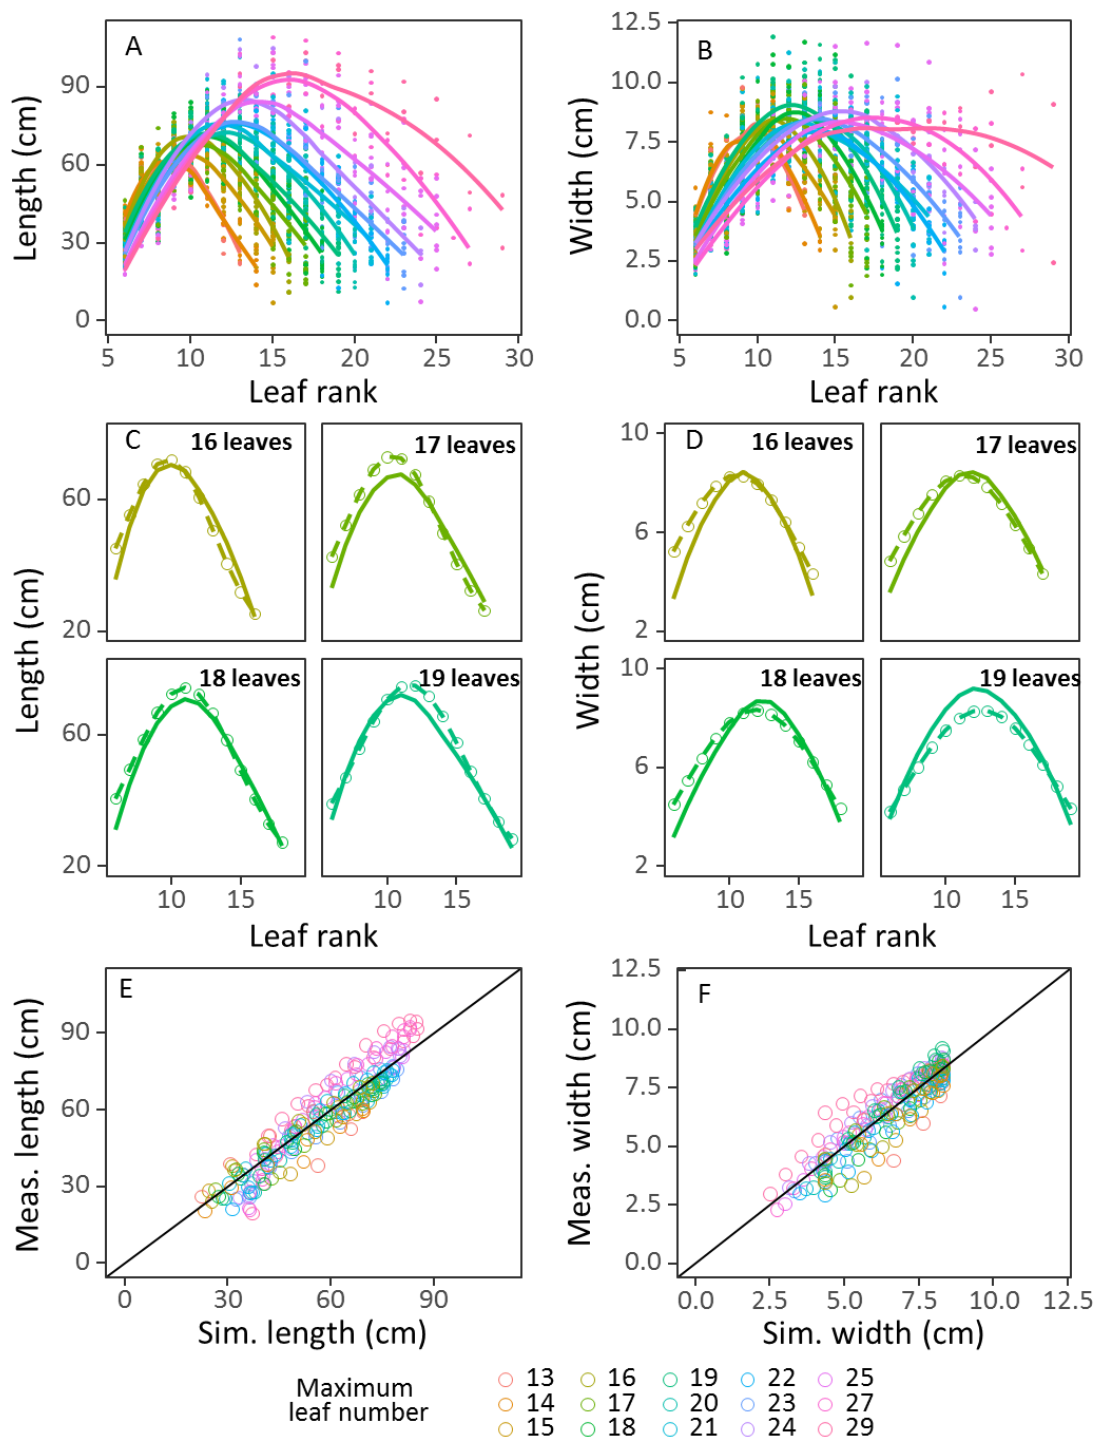 A
B
Length (cm)
90
60
30
0
5 10 15 20 25 30
Leaf rank
Width (cm)
12.5
10.0
7.5
5.0
2.5
0.0
5 10 15 20 25 30
Leaf rank
C
16 leaves
17 leaves
18 leaves
19 leaves
Length (cm)
60
20
60
20
10 15 10 15
Leaf rank
D
16 leaves
17 leaves
18 leaves
19 leaves
Width (cm)
10
6
2
10
6
2
10 15 10 15
Leaf rank
E
Meas. length (cm)
90
60
30
0
0 30 60 90
Sim. length (cm)
F
Meas. width (cm)
12.5
10.0
7.5
5.0
2.5
0.0
0.0 2.5 5.0 7.5 10.0 12.5
Sim. width (cm)
Maximum
leaf number
13 16 19 22 25
14 17 20 23 27
15 18 21 24 29